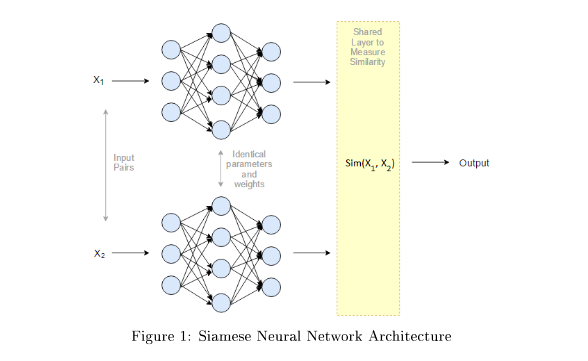 Shared
Layer to
Measure
Similarity
X₁
Input
Pairs
Identical
parameters
and
weights
Sim(X₁, X₂)
Output
X₂
Figure 1: Siamese Neural Network Architecture